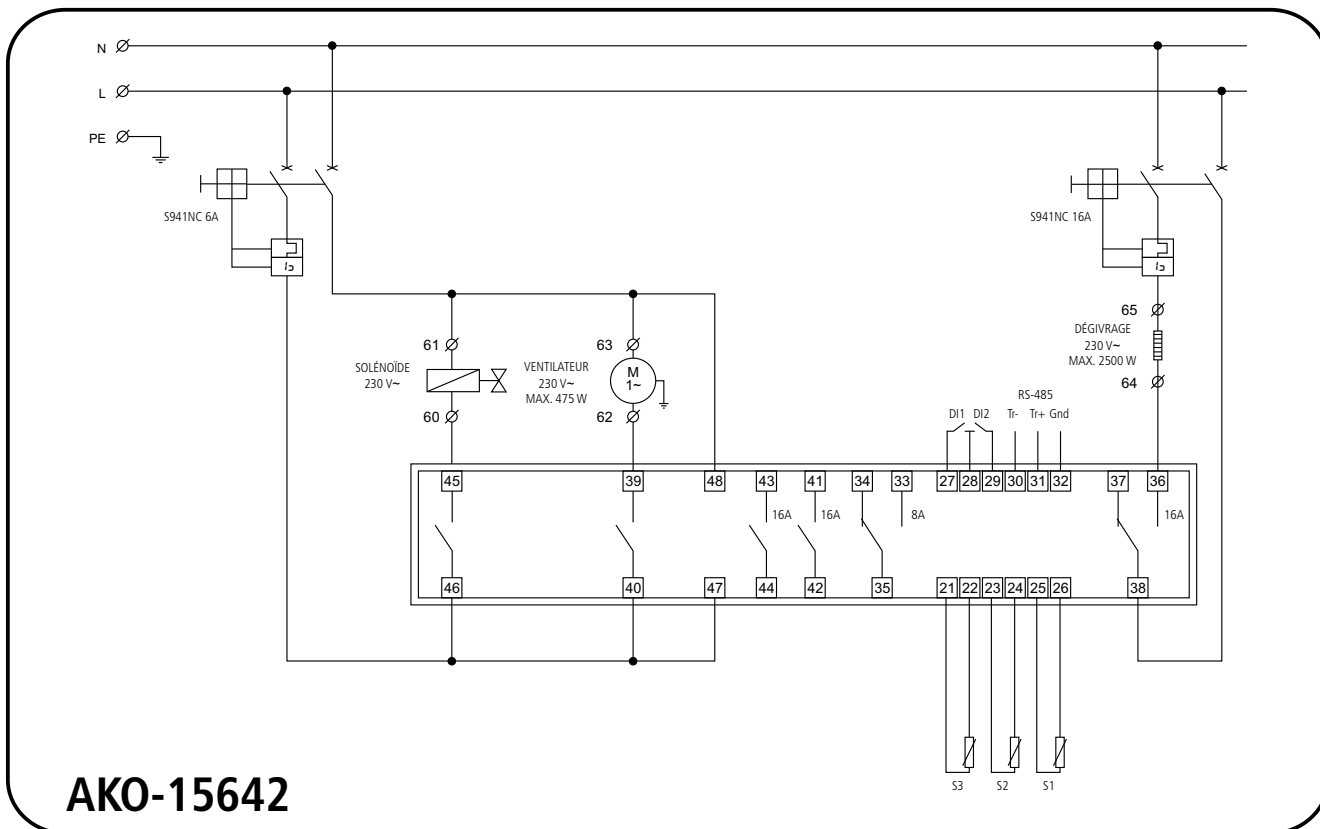 N
L
PE
S941NC 6A
S941NC 16A
61
SOLÉNOÏDE
230 V~
60
63
VENTILATEUR
230 V~
MAX. 475 W
M
1~
62
65
DÉGIVRAGE
230 V~
MAX. 2500 W
64
RS-485
DI1 DI2 Tr- Tr+ Gnd
45 39 48 43 41 34 33 27 28 29 30 31 32 37 36
16A 16A 8A 16A
46 40 47 44 42 35 21 22 23 24 25 26 38
S3 S2 S1
AKO-15642